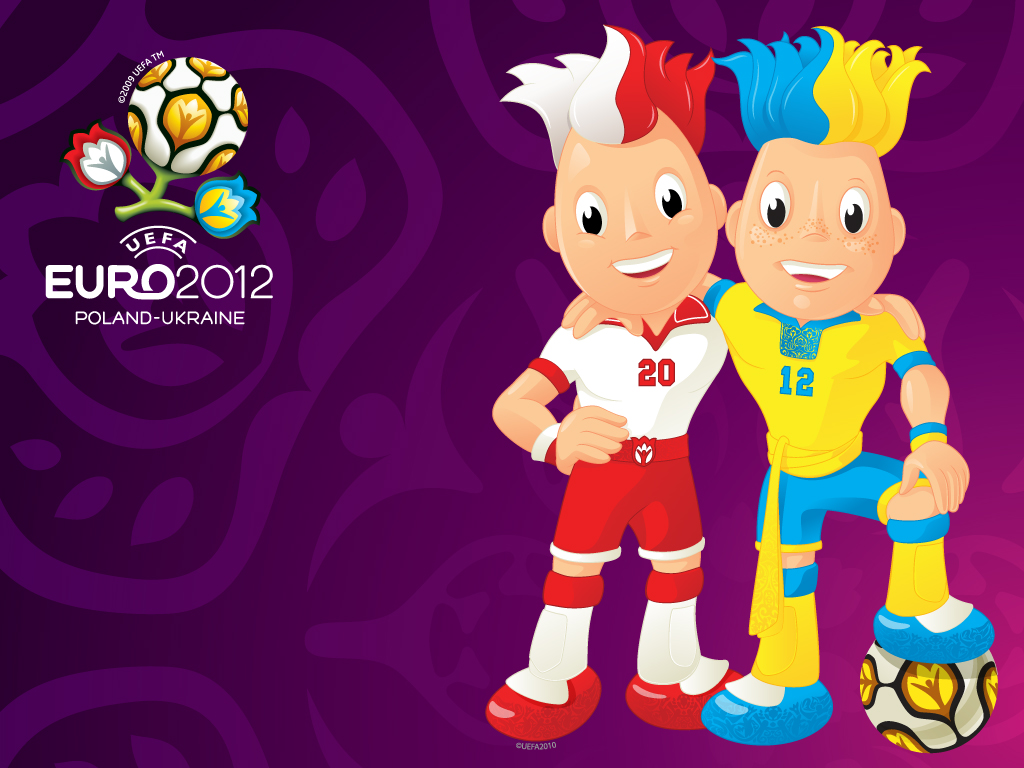 ©2009 UEFA TM
UEFA
EURO2012
POLAND-UKRAINE
20
12
©UEFA2010